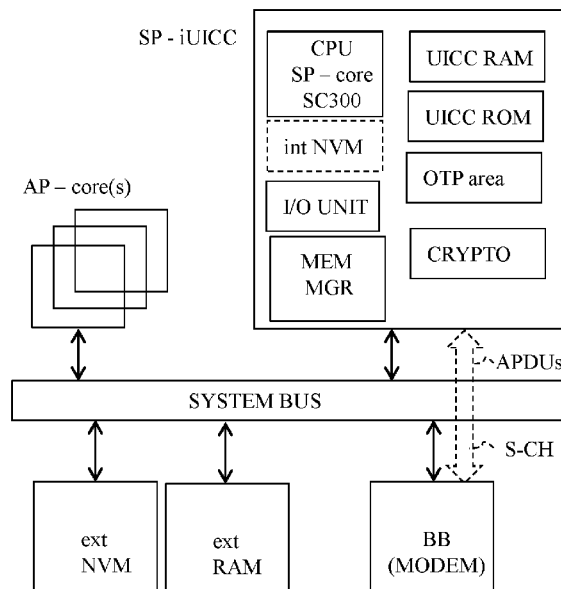 SP - iUICC
CPU
SP – core
SC300
UICC RAM
UICC ROM
int NVM
OTP area
AP – core(s)
I/O UNIT
CRYPTO
MEM
MGR
APDUs
SYSTEM BUS
S-CH
ext
NVM
ext
RAM
BB
(MODEM)